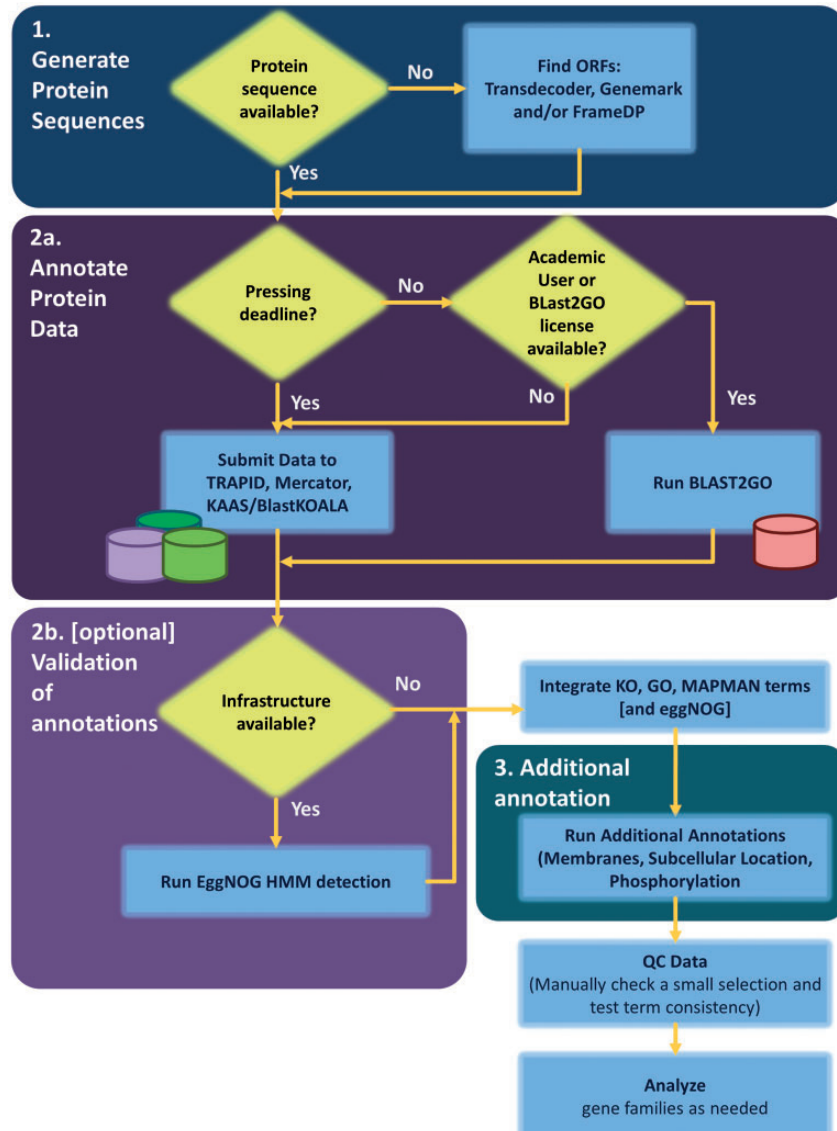 1.
Generate
Protein
Sequences
Protein
sequence
available?
No
Find ORFs:
Transdecoder, Genemark
and/or FrameDP
Yes
2a.
Annotate
Protein
Data
Pressing
deadline?
No
Academic
User or
BLast2GO
license
available?
Yes
No
Yes
Submit Data to
TRAPID, Mercator,
KAAS/BlastKOALA
Run BLAST2GO
2b. [optional]
Validation
of
annotations
Infrastructure
available?
No
Yes
Run EggNOG HMM detection
Integrate KO, GO, MAPMAN terms
[and eggNOG]
3. Additional
annotation
Run Additional Annotations
(Membranes, Subcellular Location,
Phosphorylation
QC Data
(Manually check a small selection and
test term consistency)
Analyze
gene families as needed